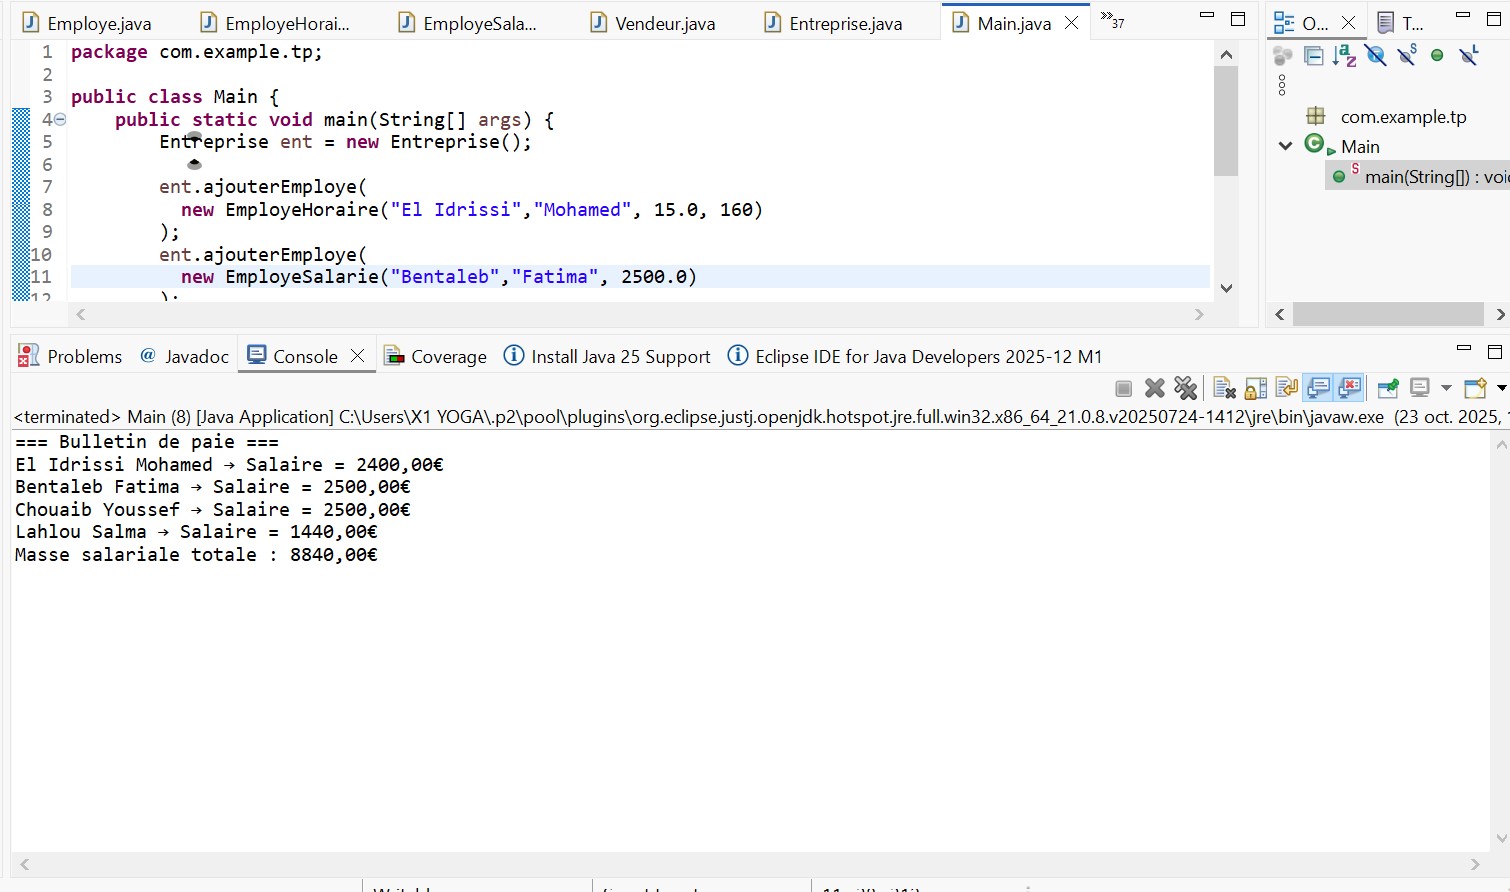 Employe.java EmployeHorai... EmployeSala... Vendeur.java Entreprise.java Main.java 37 O... T...
1 package com.example.tp;
2
3 public class Main {
4 public static void main(String[] args) {
5 Entreprise ent = new Entreprise();
6
7 ent.ajouterEmploye(
8 new EmployeHoraire("El Idrissi","Mohamed", 15.0, 160)
9 );
10 ent.ajouterEmploye(
11 new EmployeSalarie("Bentaleb","Fatima", 2500.0)
12 );
com.example.tp
Main
main(String[]) : voi
Problems Javadoc Console Coverage Install Java 25 Support Eclipse IDE for Java Developers 2025-12 M1
<terminated> Main (8) [Java Application] C:\Users\X1 YOGA\.p2\pool\plugins\org.eclipse.justj.openjdk.hotspot.jre.full.win32.x86_64_21.0.8.v20250724-1412\jre\bin\javaw.exe (23 oct. 2025,
=== Bulletin de paie ===
El Idrissi Mohamed → Salaire = 2400,00€
Bentaleb Fatima → Salaire = 2500,00€
Chouaib Youssef → Salaire = 2500,00€
Lahlou Salma → Salaire = 1440,00€
Masse salariale totale : 8840,00€